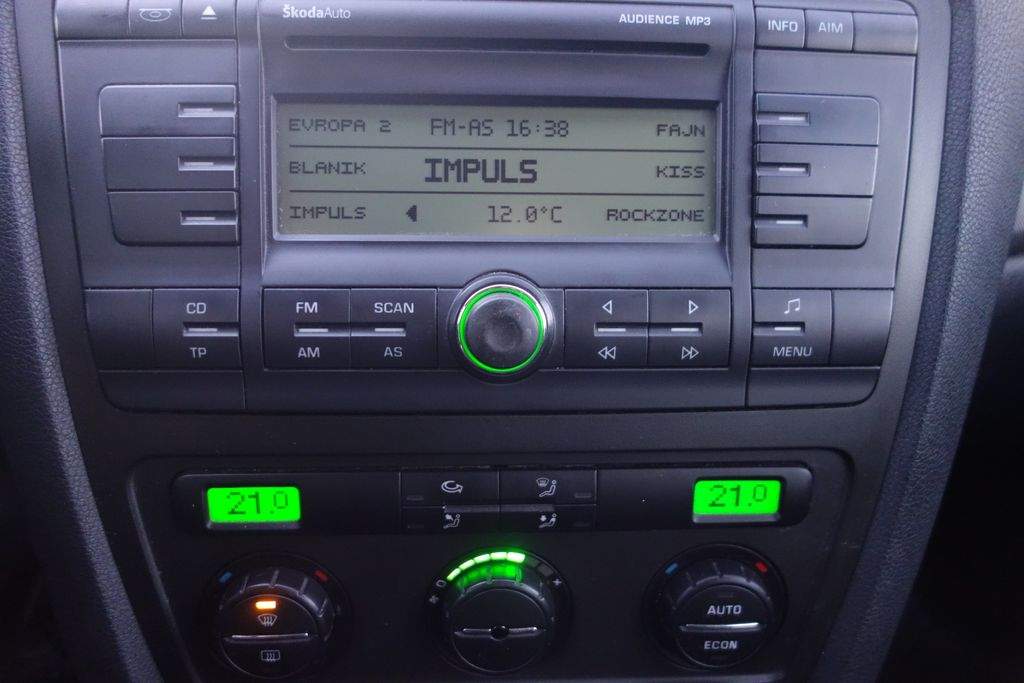 ŠkodaAuto
AUDIENCE MP3
INFO AIM
EVROPA 2 FM-AS 16:38 FAJN
BLANIK IMPULS KISS
IMPULS 12.0°C ROCKZONE
CD FM SCAN
TP AM AS MENU
21.0 21.0
AUTO
ECON